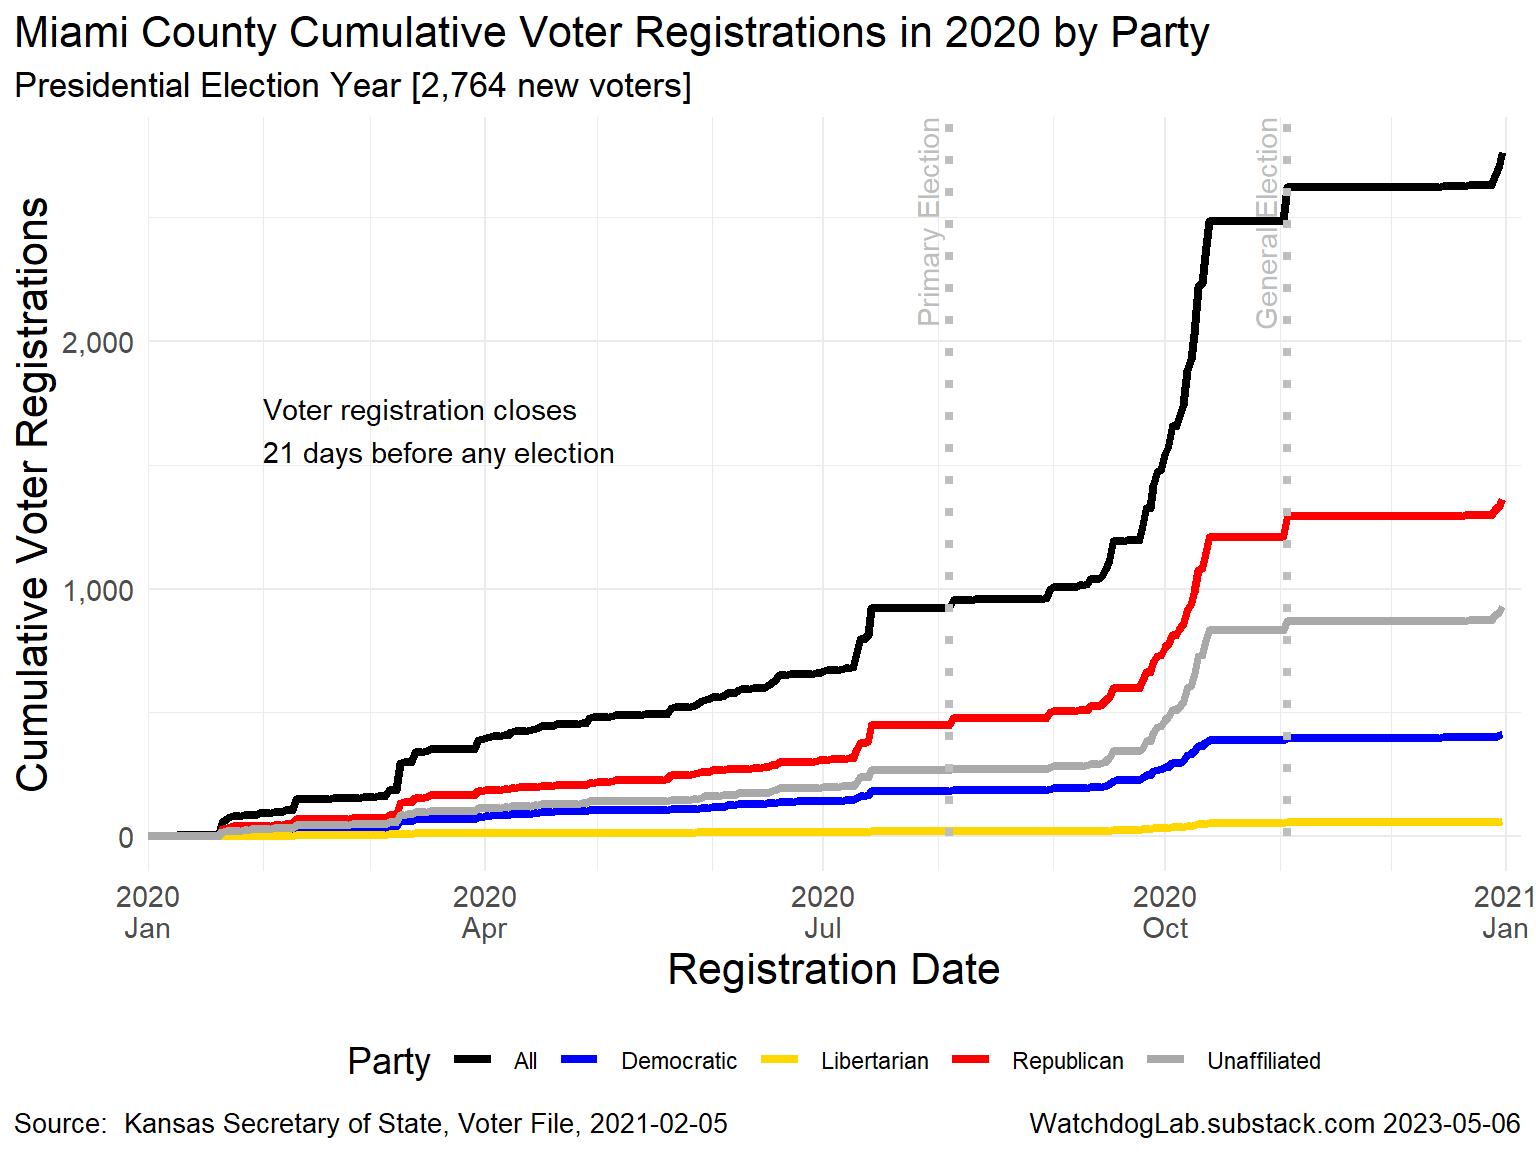 Miami County Cumulative Voter Registrations in 2020 by Party
Presidential Election Year [2,764 new voters]
Cumulative Voter Registrations
2,000
1,000
0
Primary Election
General Election
Voter registration closes
21 days before any election
2020 2020 2020 2020 2021
Jan Apr Jul Oct Jan
Registration Date
Party All Democratic Libertarian Republican Unaffiliated
Source:  Kansas Secretary of State, Voter File, 2021-02-05
WatchdogLab.substack.com 2023-05-06